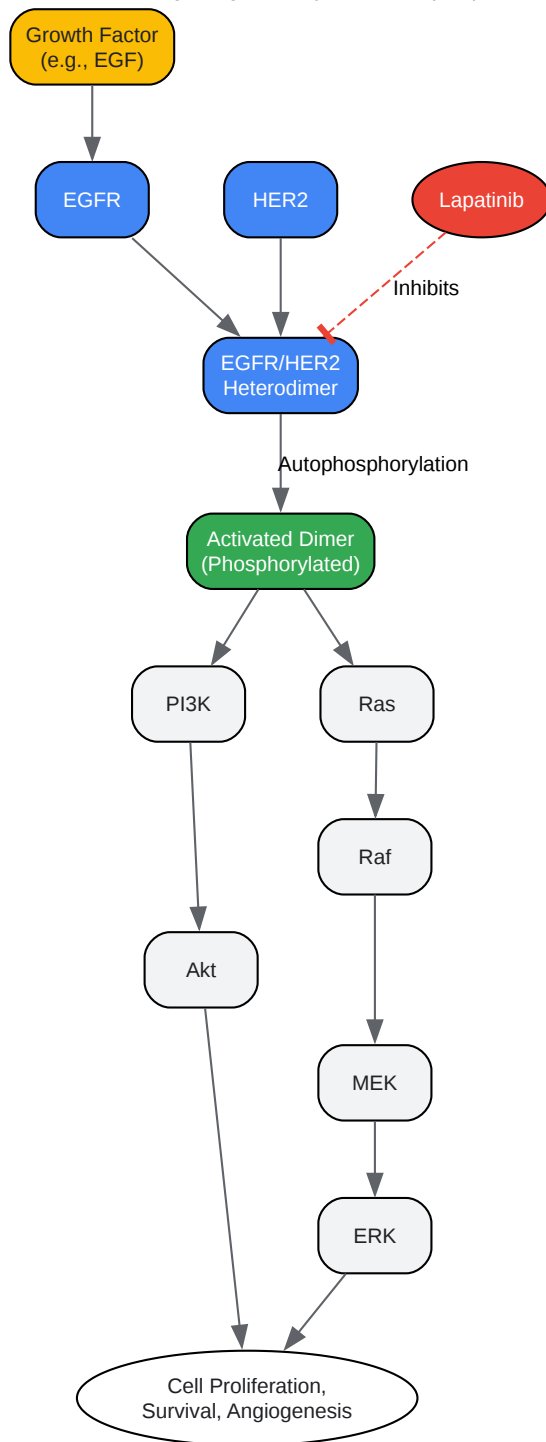 Growth Factor
(e.g., EGF)
EGFR
HER2
Lapatinib
Inhibits
EGFR/HER2
Heterodimer
Autophosphorylation
Activated Dimer
(Phosphorylated)
PI3K
Ras
Raf
Akt
MEK
ERK
Cell Proliferation,
Survival, Angiogenesis